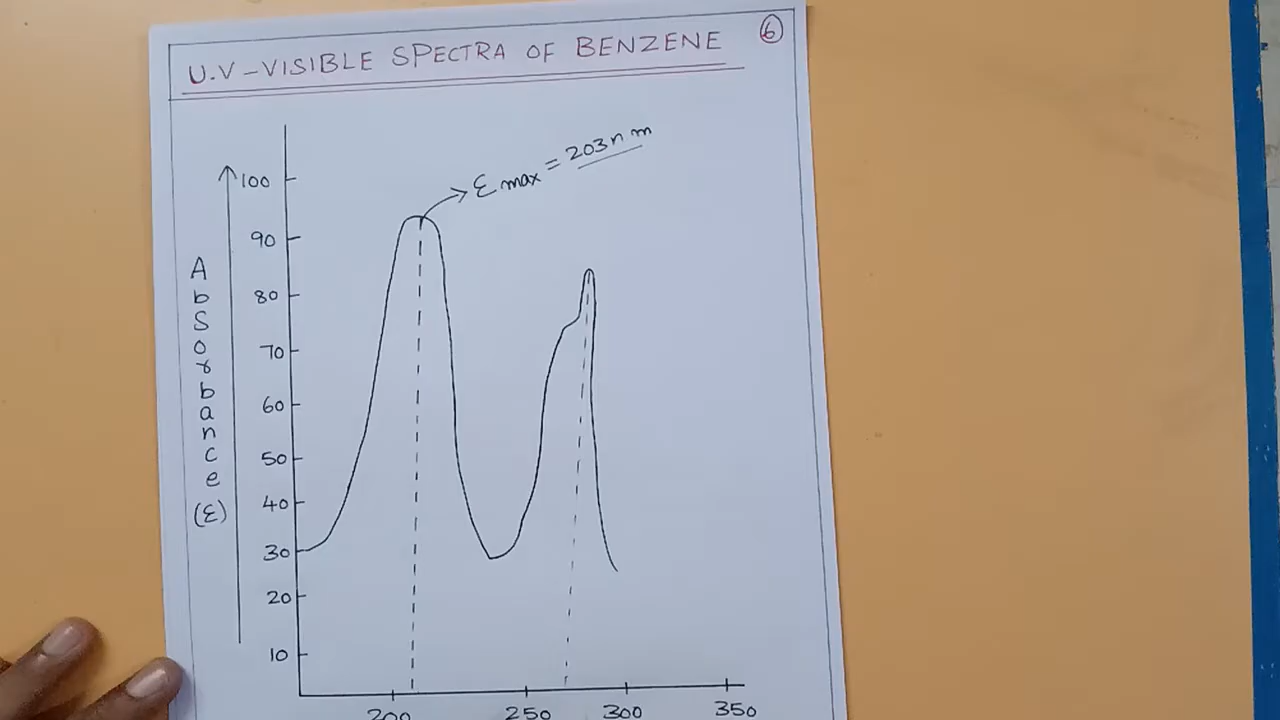 U.V-VISIBLE SPECTRA OF BENZENE
6
Ɛ max = 203 n m
100
90
80
70
60
50
40
30
20
10
Absorbance
(Ɛ)
200 250 300 350